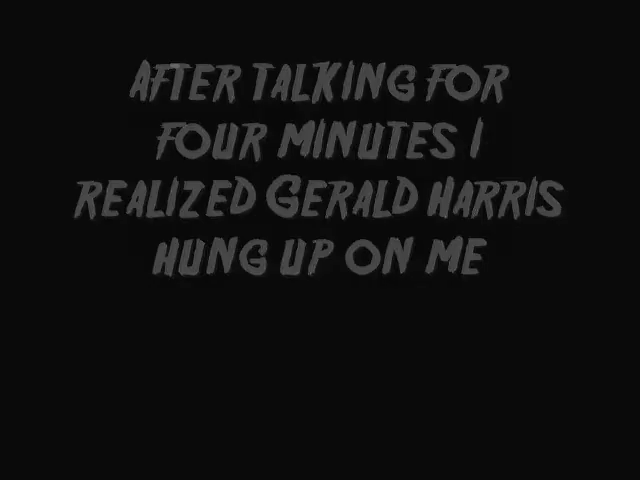 AFTER TALKING FOR
FOUR MINUTES I
REALIZED GERALD HARRIS
HUNG UP ON ME